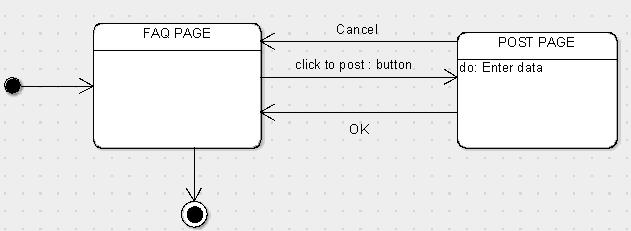 FAQ PAGE
Cancel
POST PAGE
click to post : button
do: Enter data
OK